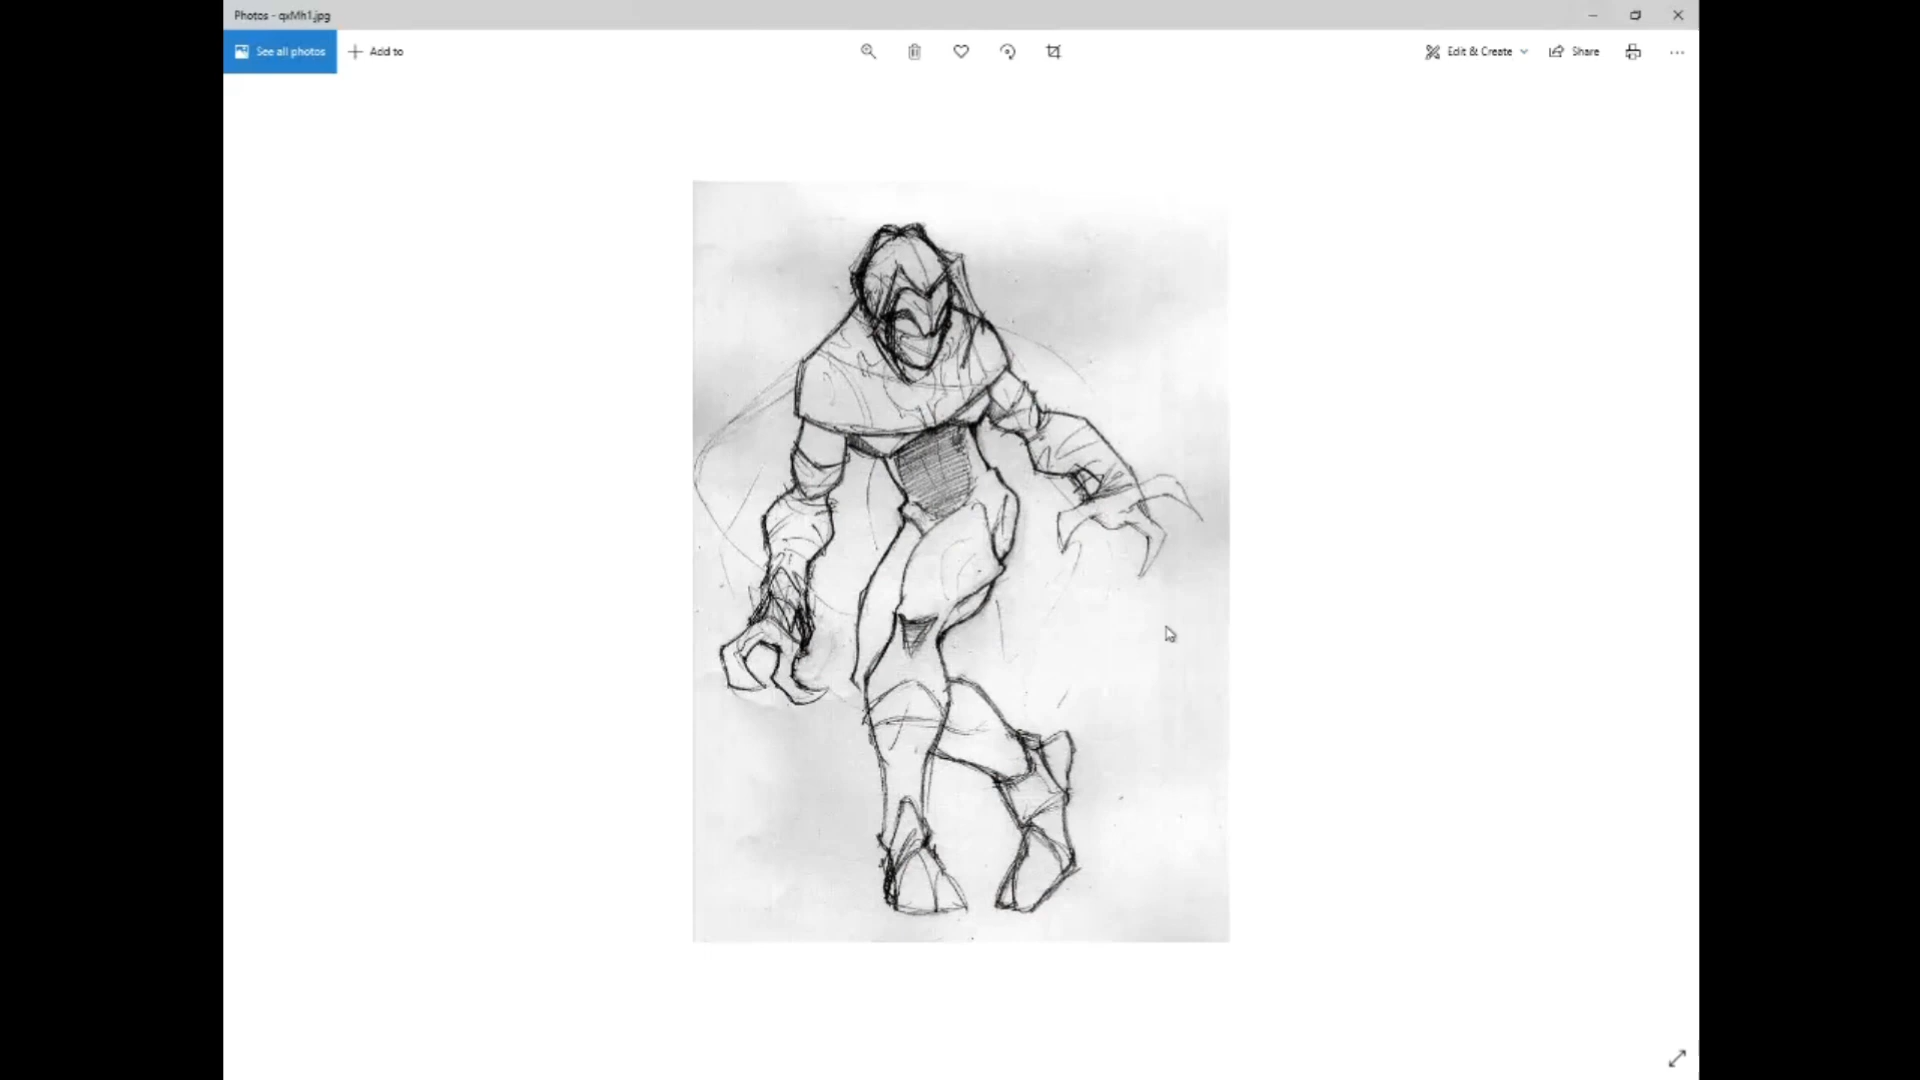 Photos - qxMh1.jpg
See all photos
Add to
Edit & Create
Share